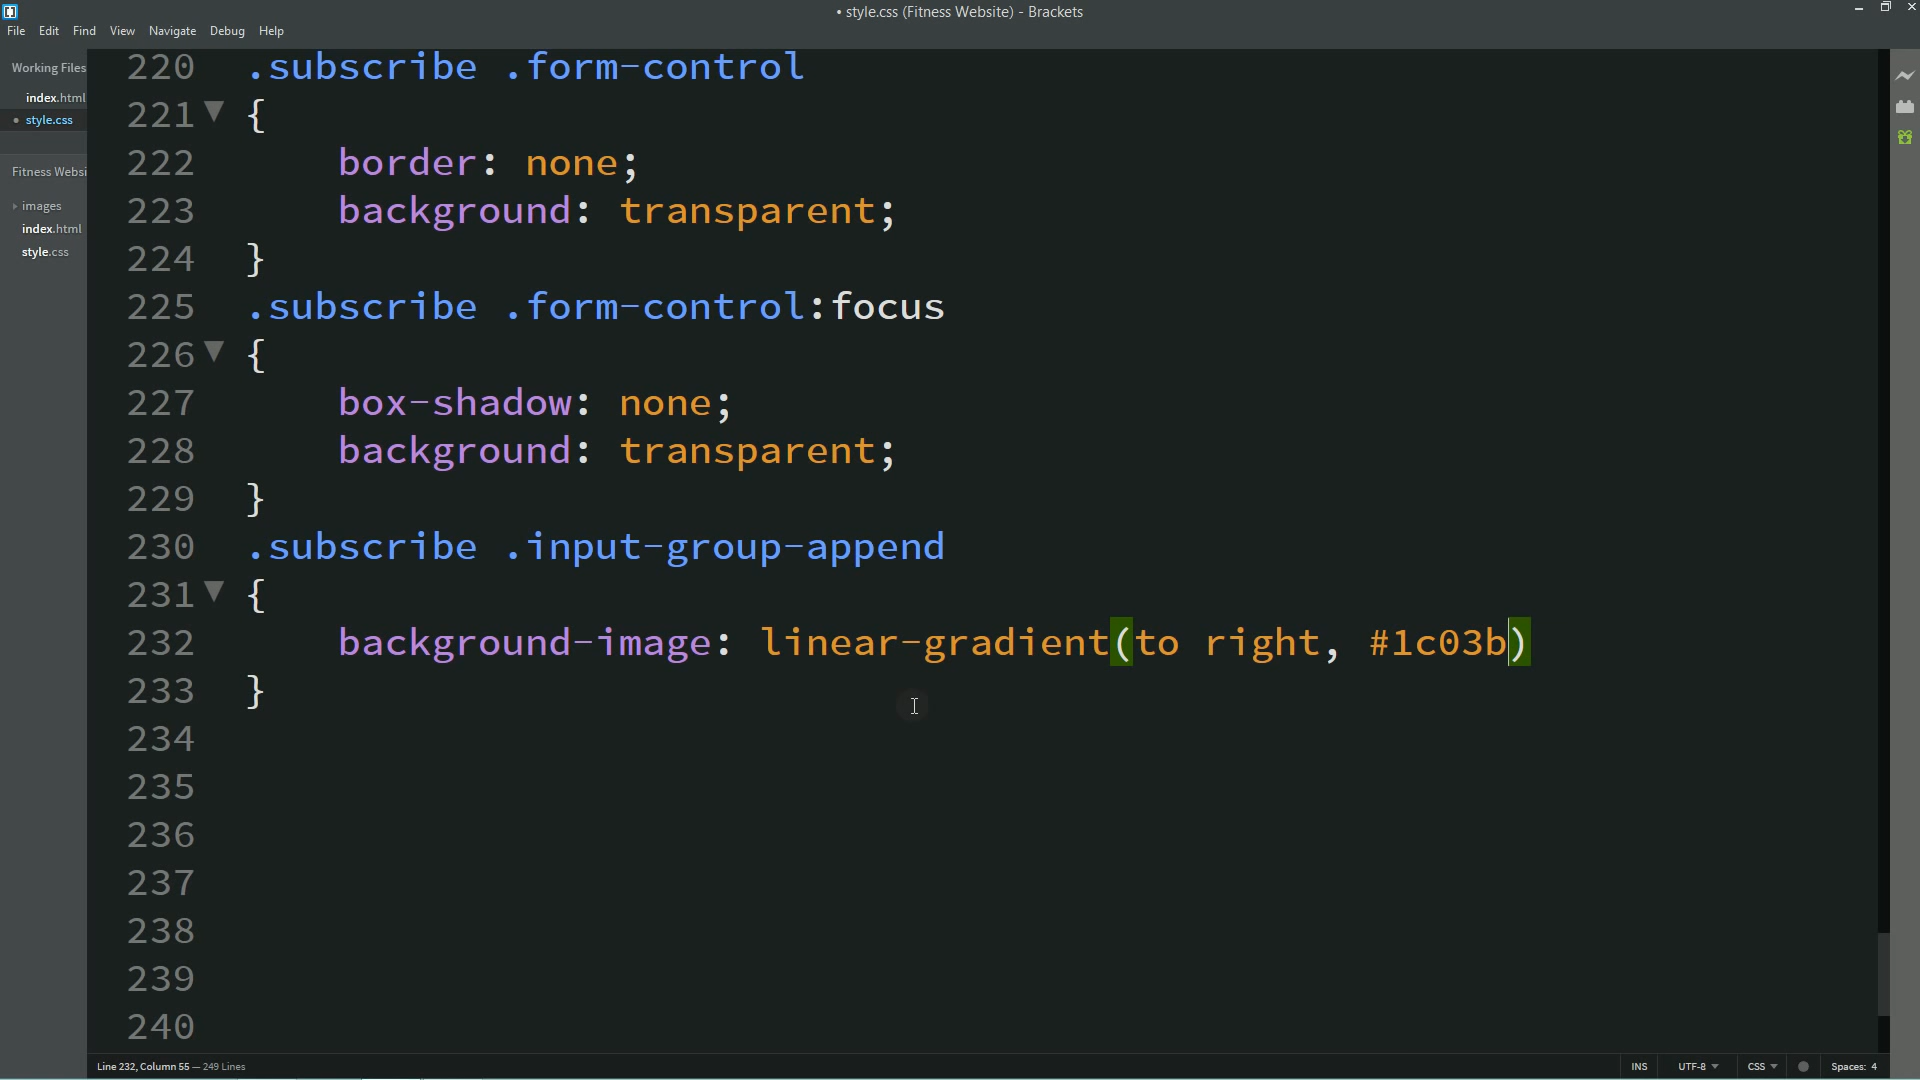 • style.css (Fitness Website) - Brackets
File Edit Find View Navigate Debug Help
Working Files
index.html
• style.css
Fitness Websi
images
index.html
style.css
220 .subscribe .form-control
221 {
222 border: none;
223 background: transparent;
224 }
225 .subscribe .form-control:focus
226 {
227 box-shadow: none;
228 background: transparent;
229 }
230 .subscribe .input-group-append
231 {
232 background-image: linear-gradient(to right, #1c03b)
233 }
234
235
236
237
238
239
240
Line 232, Column 55 — 249 Lines
INS UTF-8 CSS Spaces: 4